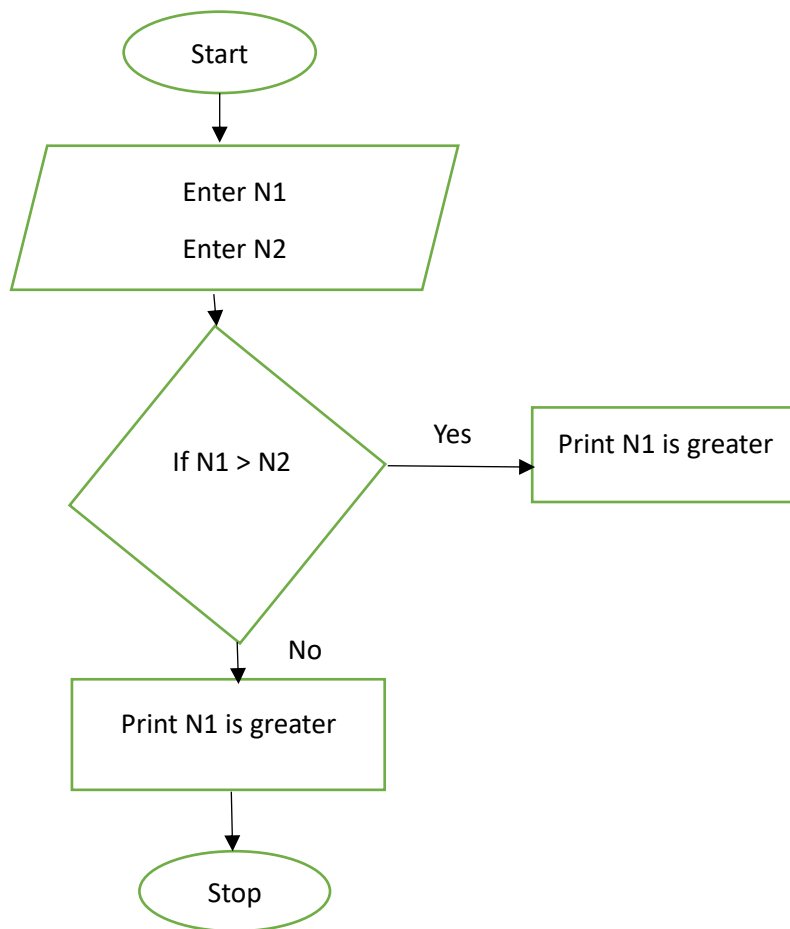 Start
Enter N1
Enter N2
If N1 > N2
Yes
Print N1 is greater
No
Print N1 is greater
Stop